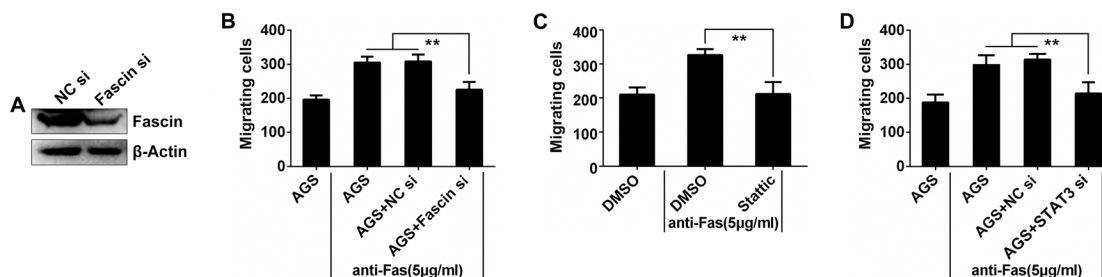 A
NC si
Fascin si
Fascin
β-Actin
B
Migrating cells
400
300
200
100
0
**
AGS
AGS
AGS+NC si
AGS+Fascin si
anti-Fas(5μg/ml)
C
Migrating cells
400
300
200
100
0
**
DMSO
DMSO
Stattic
anti-Fas(5μg/ml)
D
Migrating cells
400
300
200
100
0
**
AGS
AGS
AGS+NC si
AGS+STAT3 si
anti-Fas(5μg/ml)